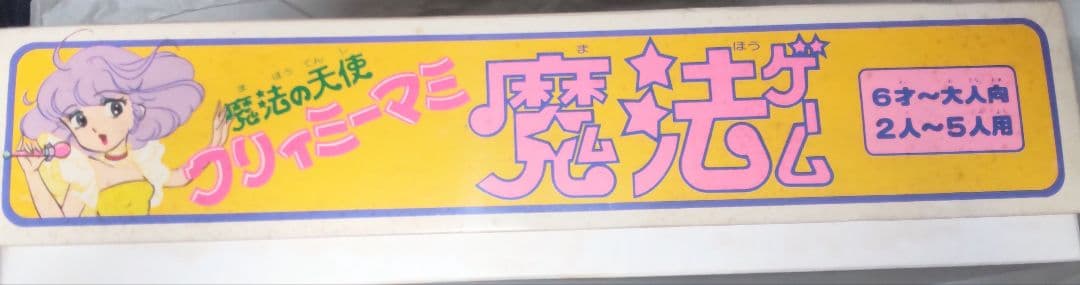 魔法の天使
クリィミーマミ
魔法ゲーム
6才〜大人向
2人〜5人用